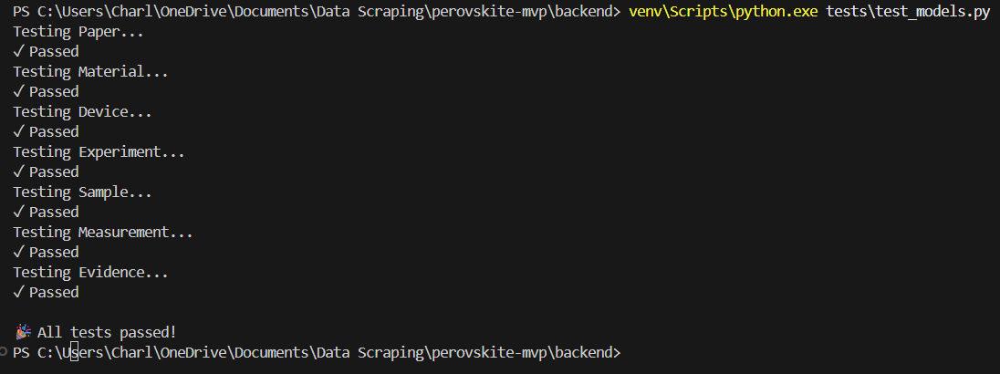 PS C:\Users\Charl\OneDrive\Documents\Data Scraping\perovskite-mvp\backend> venv\Scripts\python.exe tests\test_models.py
Testing Paper...
✓ Passed
Testing Material...
✓ Passed
Testing Device...
✓ Passed
Testing Experiment...
✓ Passed
Testing Sample...
✓ Passed
Testing Measurement...
✓ Passed
Testing Evidence...
✓ Passed
🎉 All tests passed!
PS C:\Users\Charl\OneDrive\Documents\Data Scraping\perovskite-mvp\backend>